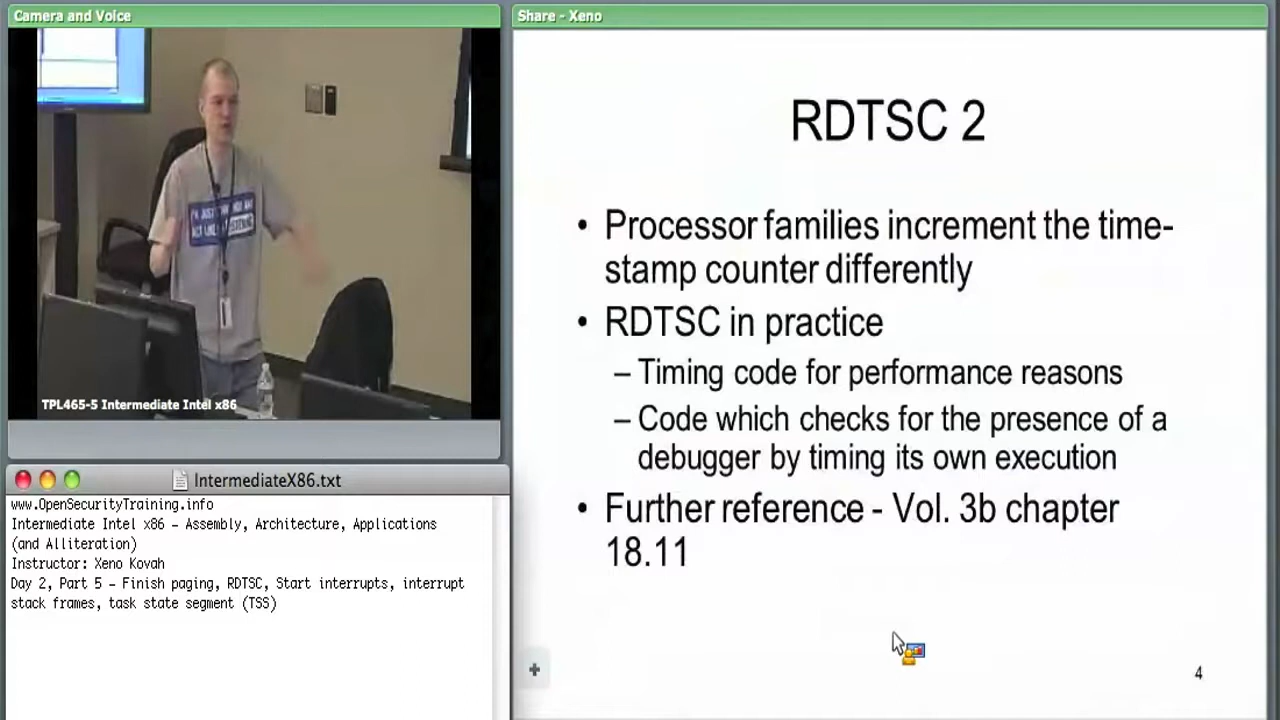 Camera and Voice
TPL465-5 Intermediate Intel x86
IntermediateX86.txt
www.OpenSecurityTraining.info
Intermediate Intel x86 – Assembly, Architecture, Applications
(and Alliteration)
Instructor: Xeno Kovah
Day 2, Part 5 – Finish paging, RDTSC, Start interrupts, interrupt
stack frames, task state segment (TSS)
Share - Xeno
RDTSC 2
• Processor families increment the time-
stamp counter differently
• RDTSC in practice
– Timing code for performance reasons
– Code which checks for the presence of a
debugger by timing its own execution
• Further reference - Vol. 3b chapter
18.11
4